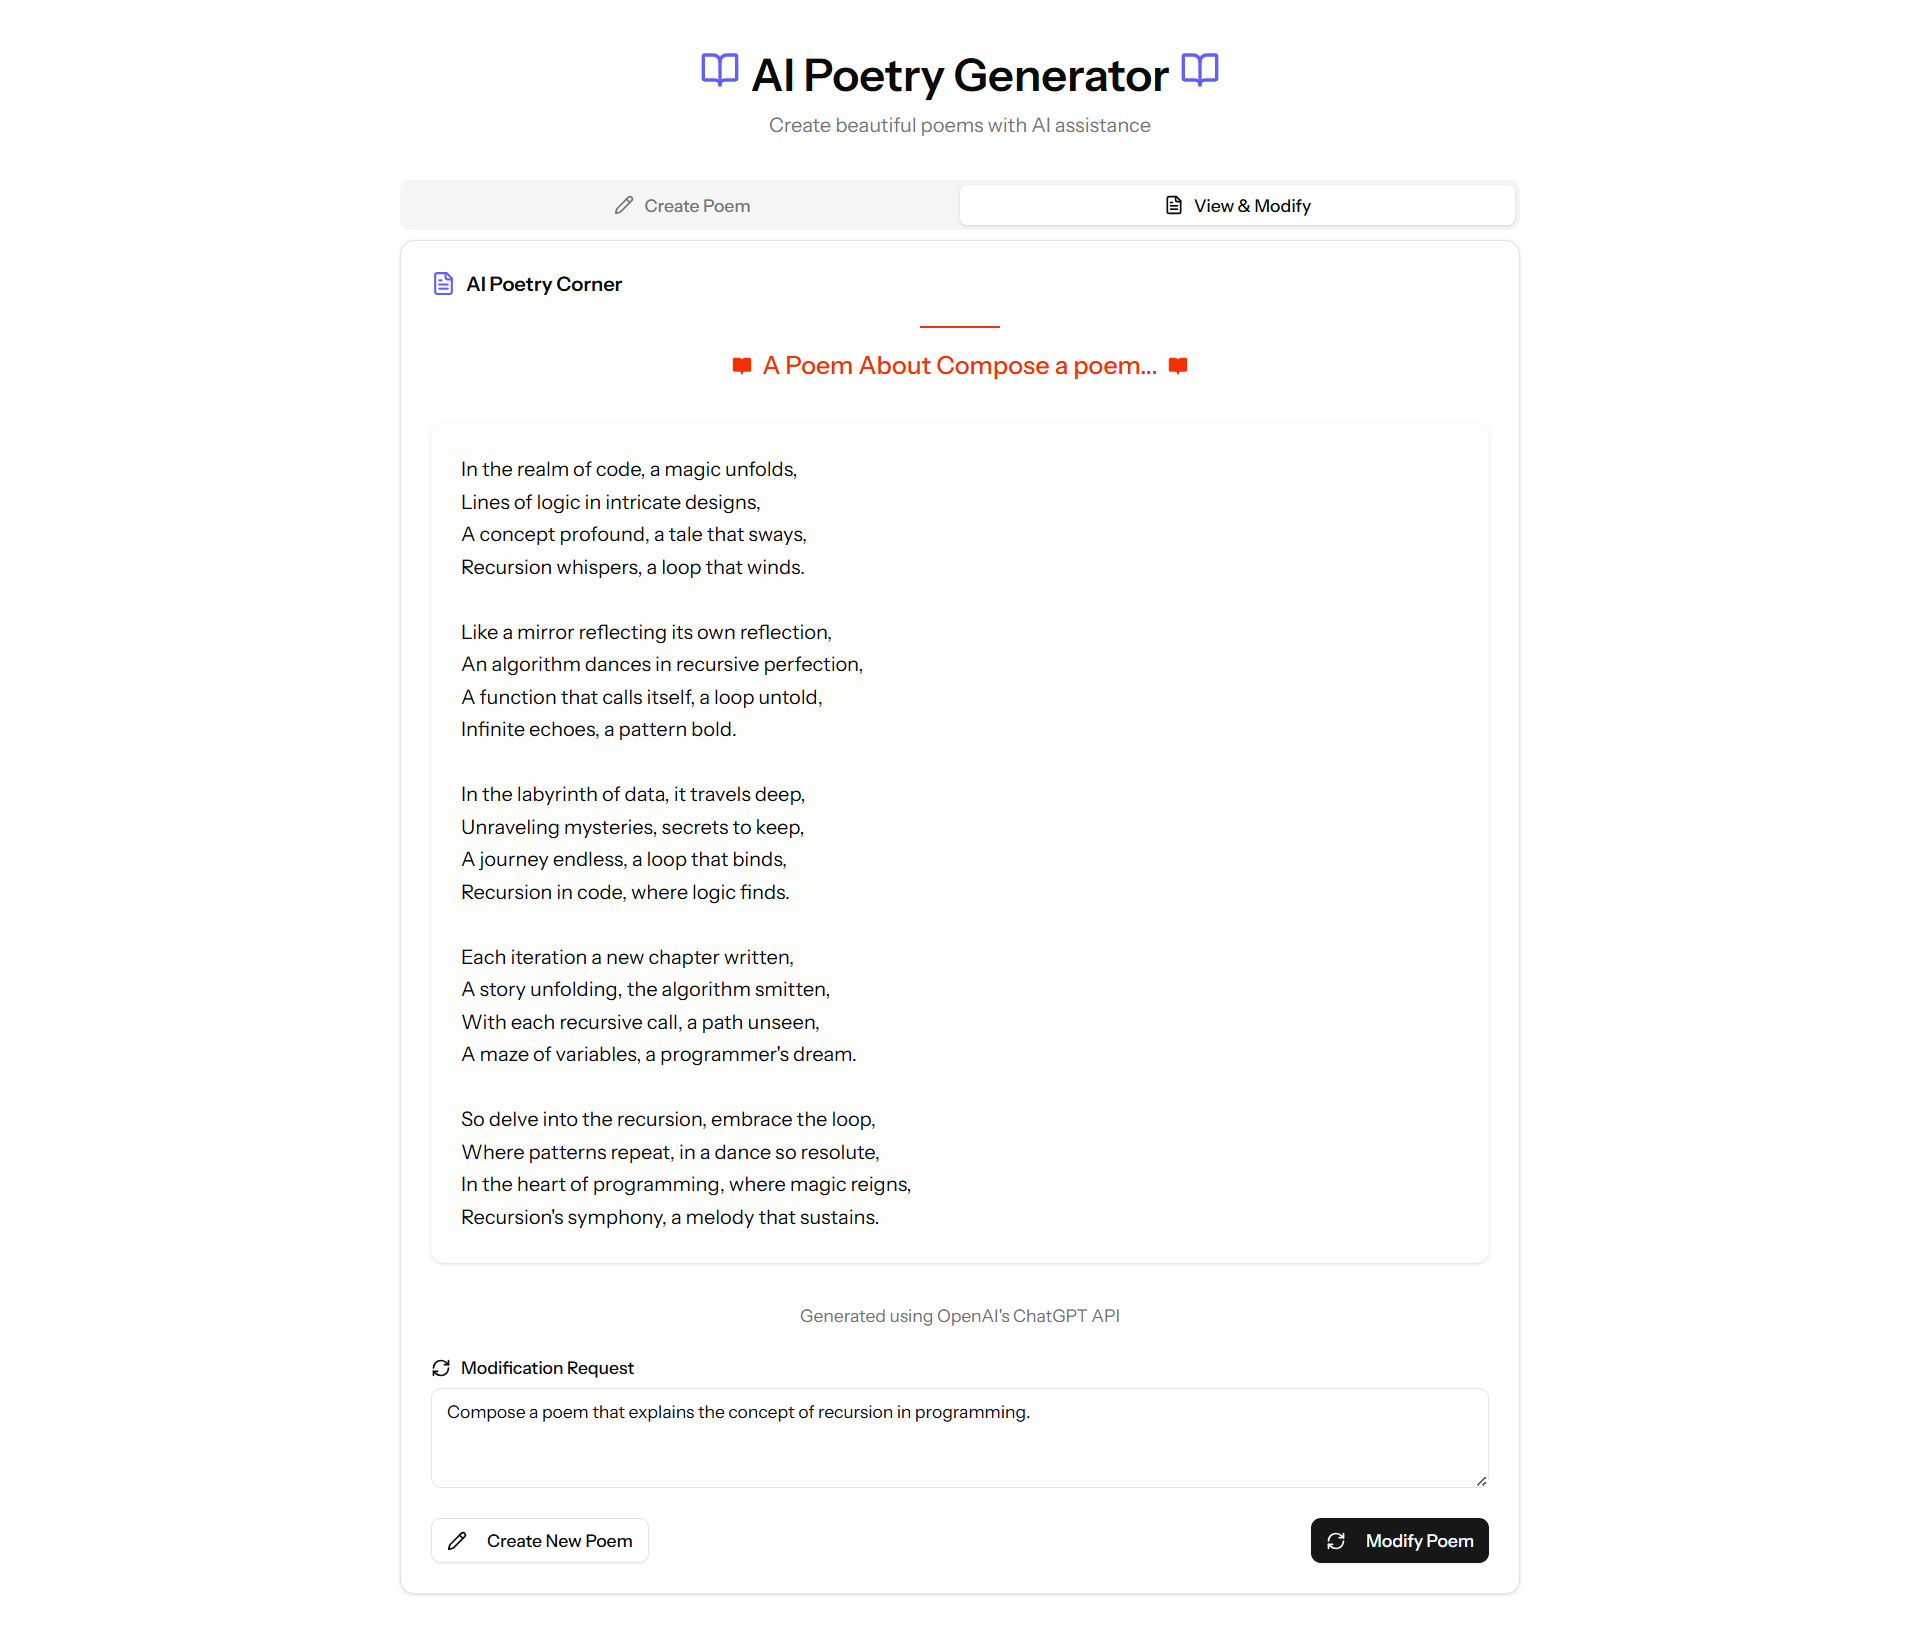 AI Poetry Generator
Create beautiful poems with AI assistance
Create Poem
View & Modify
AI Poetry Corner
A Poem About Compose a poem...
In the realm of code, a magic unfolds,
Lines of logic in intricate designs,
A concept profound, a tale that sways,
Recursion whispers, a loop that winds.
Like a mirror reflecting its own reflection,
An algorithm dances in recursive perfection,
A function that calls itself, a loop untold,
Infinite echoes, a pattern bold.
In the labyrinth of data, it travels deep,
Unraveling mysteries, secrets to keep,
A journey endless, a loop that binds,
Recursion in code, where logic finds.
Each iteration a new chapter written,
A story unfolding, the algorithm smitten,
With each recursive call, a path unseen,
A maze of variables, a programmer's dream.
So delve into the recursion, embrace the loop,
Where patterns repeat, in a dance so resolute,
In the heart of programming, where magic reigns,
Recursion's symphony, a melody that sustains.
Generated using OpenAI's ChatGPT API
Modification Request
Compose a poem that explains the concept of recursion in programming.
Create New Poem
Modify Poem